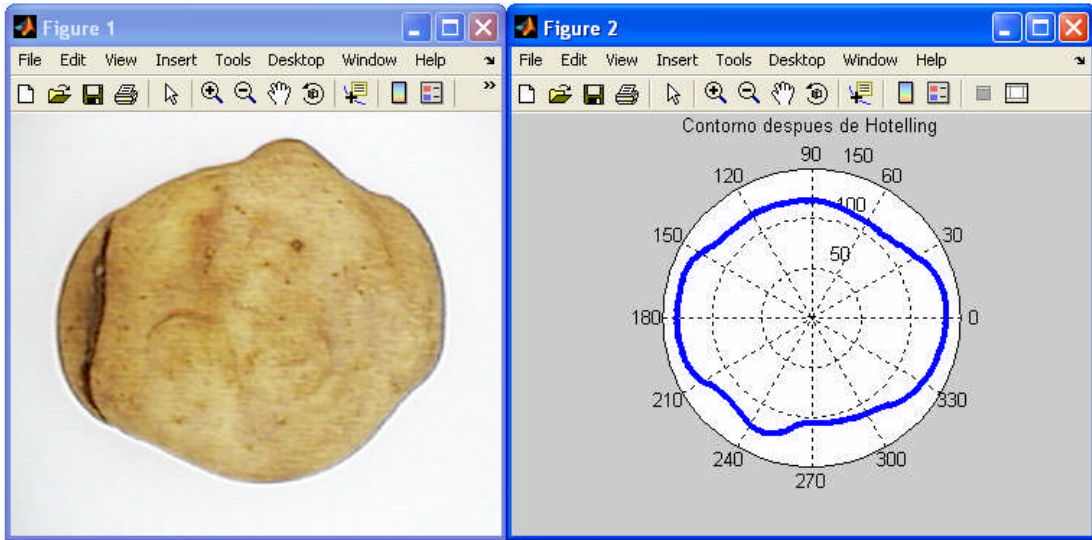 Figure 1
File Edit View Insert Tools Desktop Window Help
Figure 2
File Edit View Insert Tools Desktop Window Help
Contorno despues de Hotelling
90 150
120 60
100
150 30
50
180 0
210 330
240 300
270